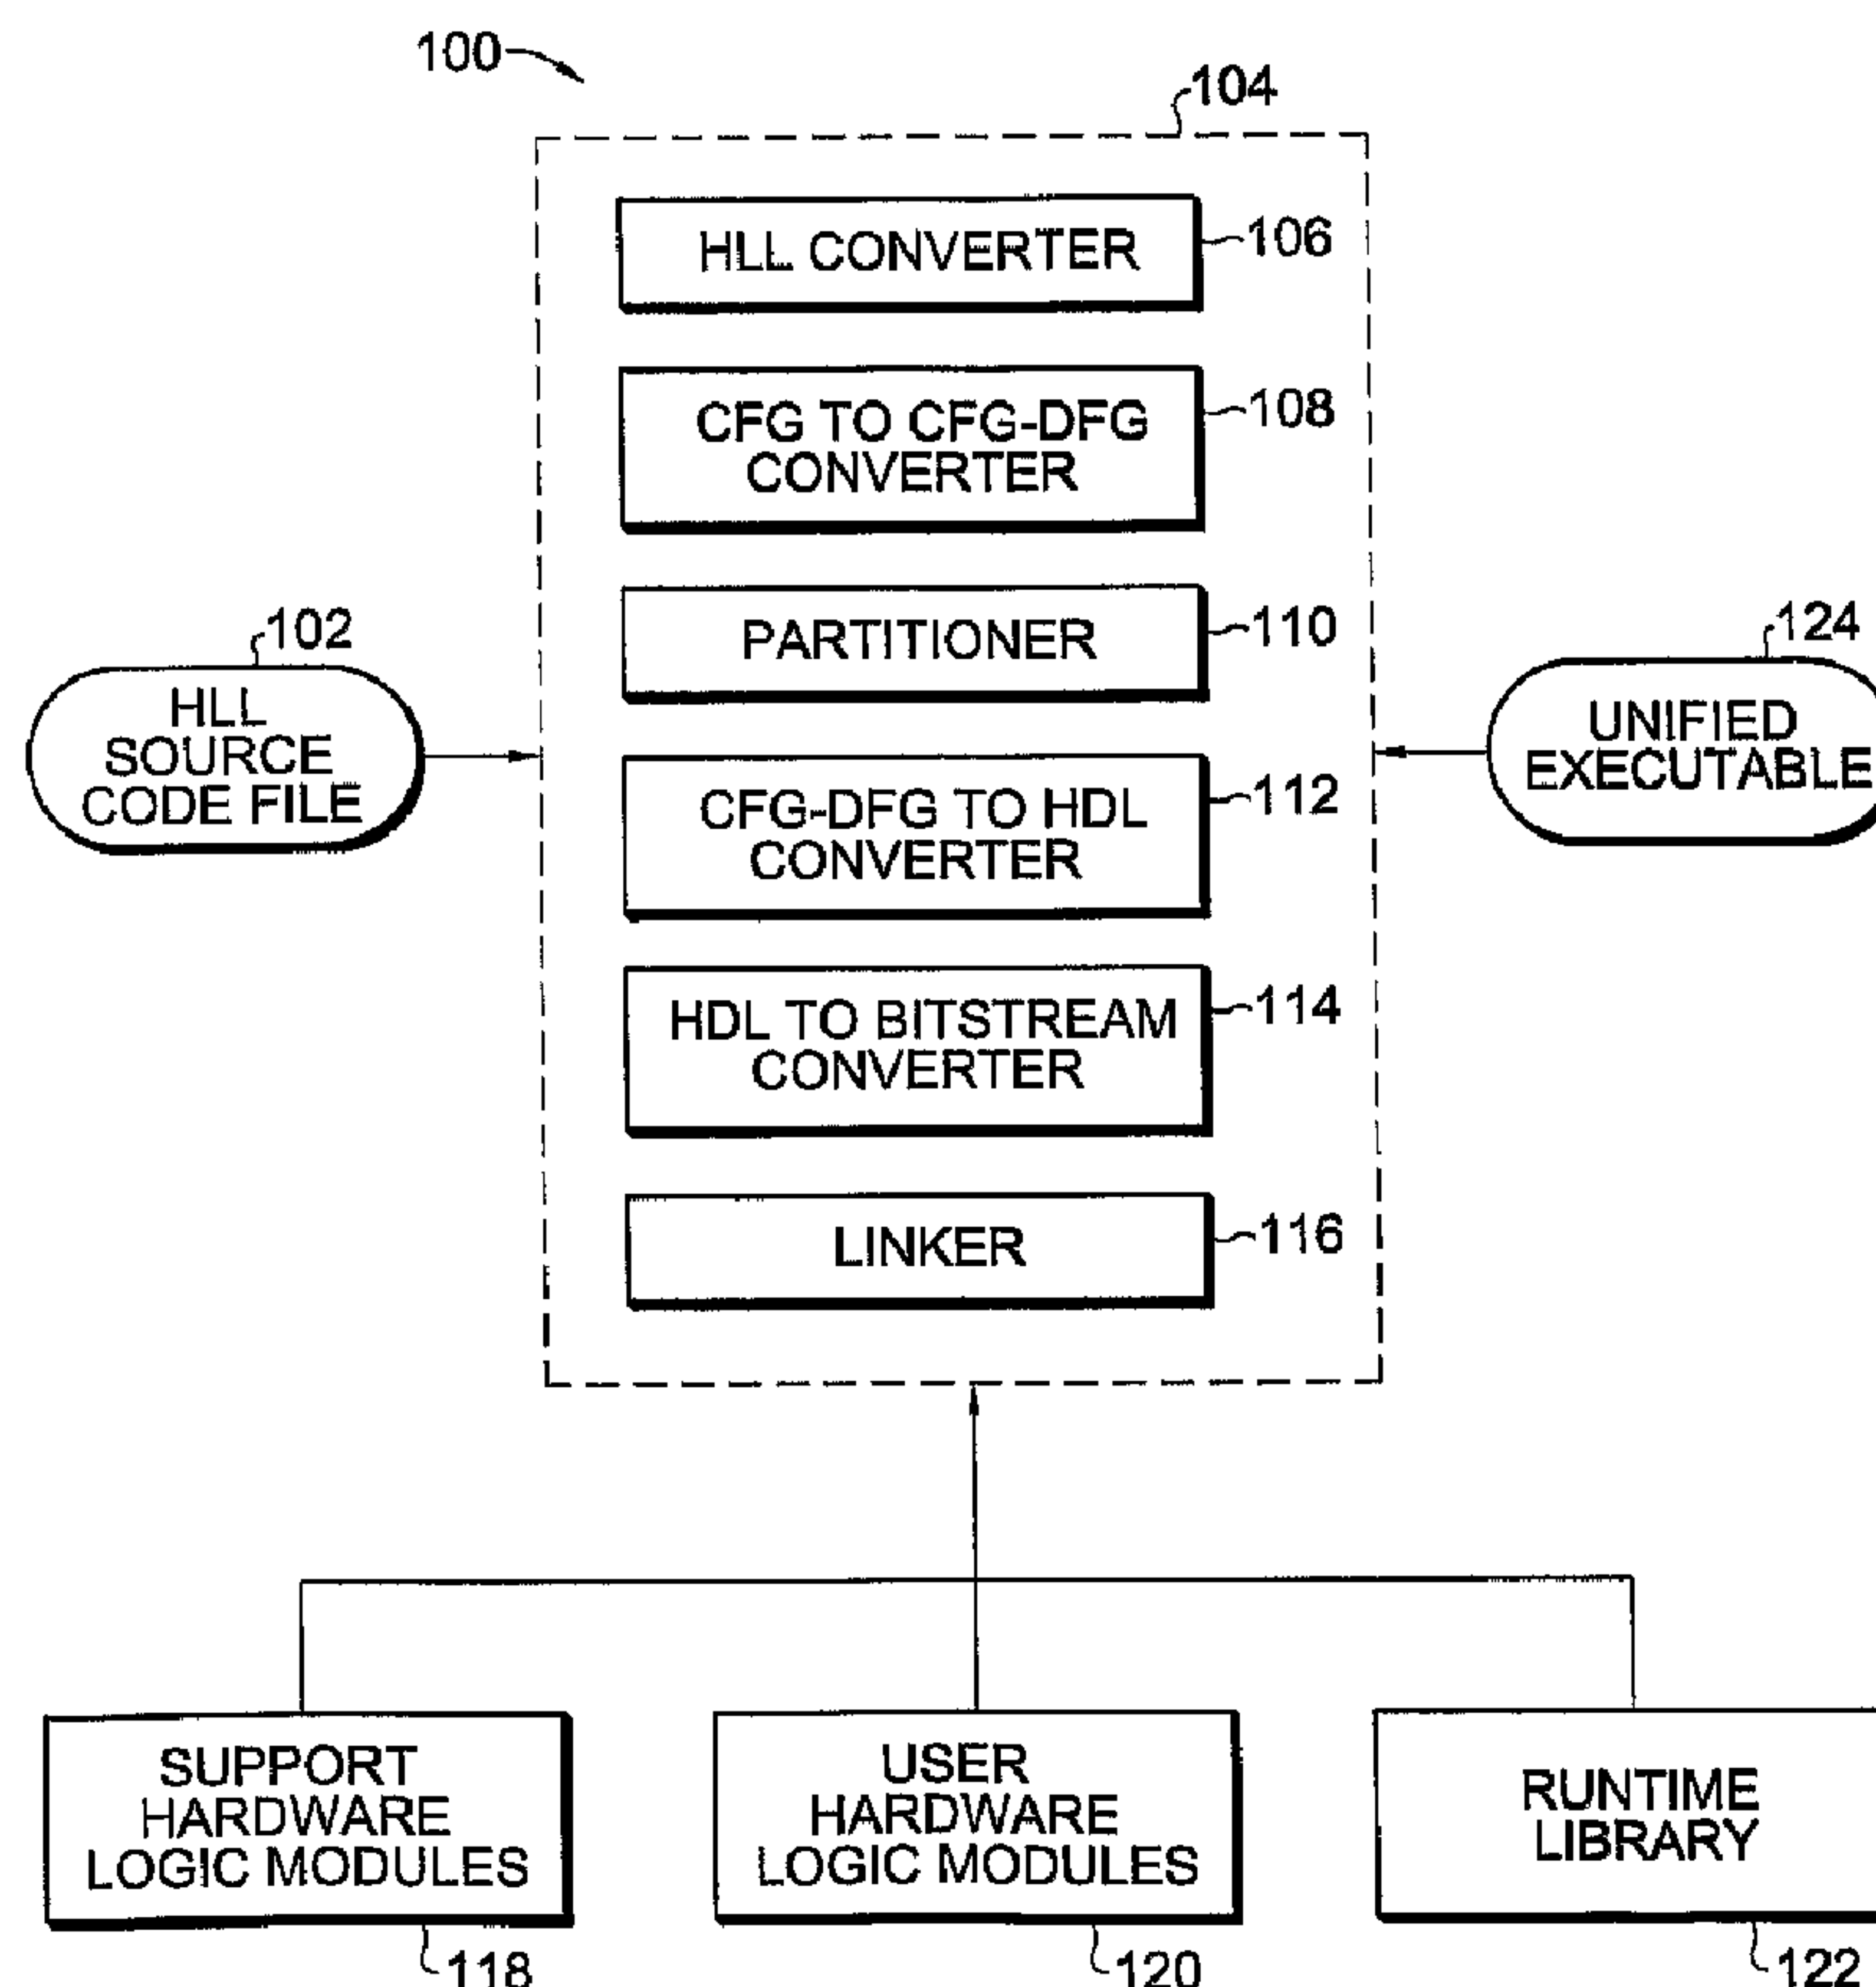 100
104
HLL CONVERTER
106
CFG TO CFG-DFG
CONVERTER
108
PARTITIONER
110
102
HLL
SOURCE
CODE FILE
124
UNIFIED
EXECUTABLE
CFG-DFG TO HDL
CONVERTER
112
HDL TO BITSTREAM
CONVERTER
114
LINKER
116
SUPPORT
HARDWARE
LOGIC MODULES
118
USER
HARDWARE
LOGIC MODULES
120
RUNTIME
LIBRARY
122